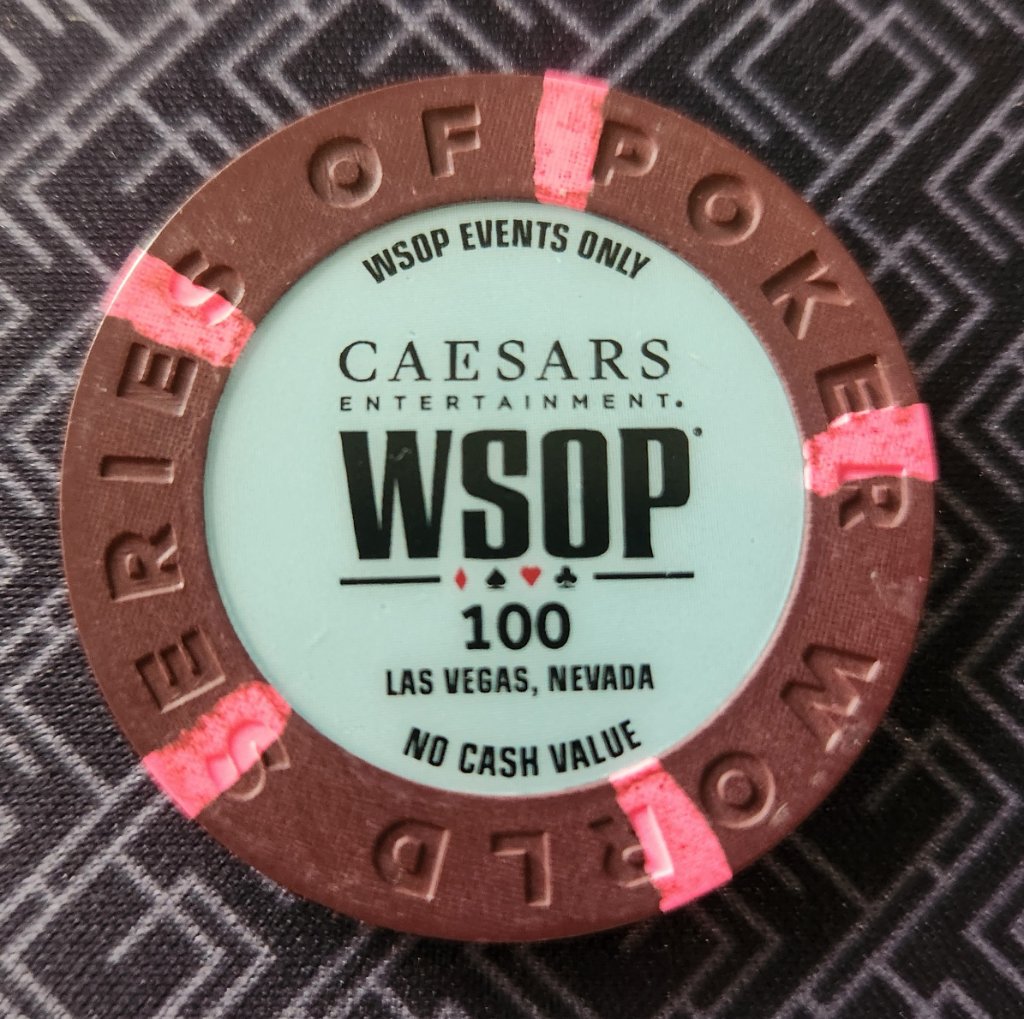 WSOP EVENTS ONLY
CAESARS
ENTERTAINMENT.
WSOP
100
LAS VEGAS, NEVADA
NO CASH VALUE
WORLD SERIES OF POKER